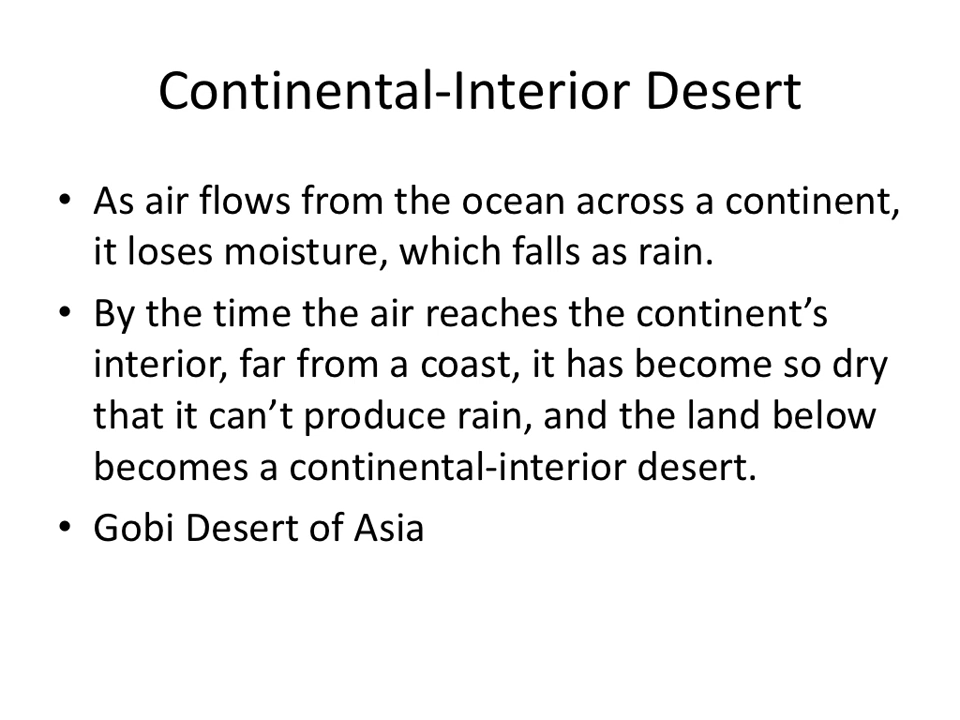 Continental-Interior Desert
• As air flows from the ocean across a continent,
it loses moisture, which falls as rain.
• By the time the air reaches the continent’s
interior, far from a coast, it has become so dry
that it can’t produce rain, and the land below
becomes a continental-interior desert.
• Gobi Desert of Asia